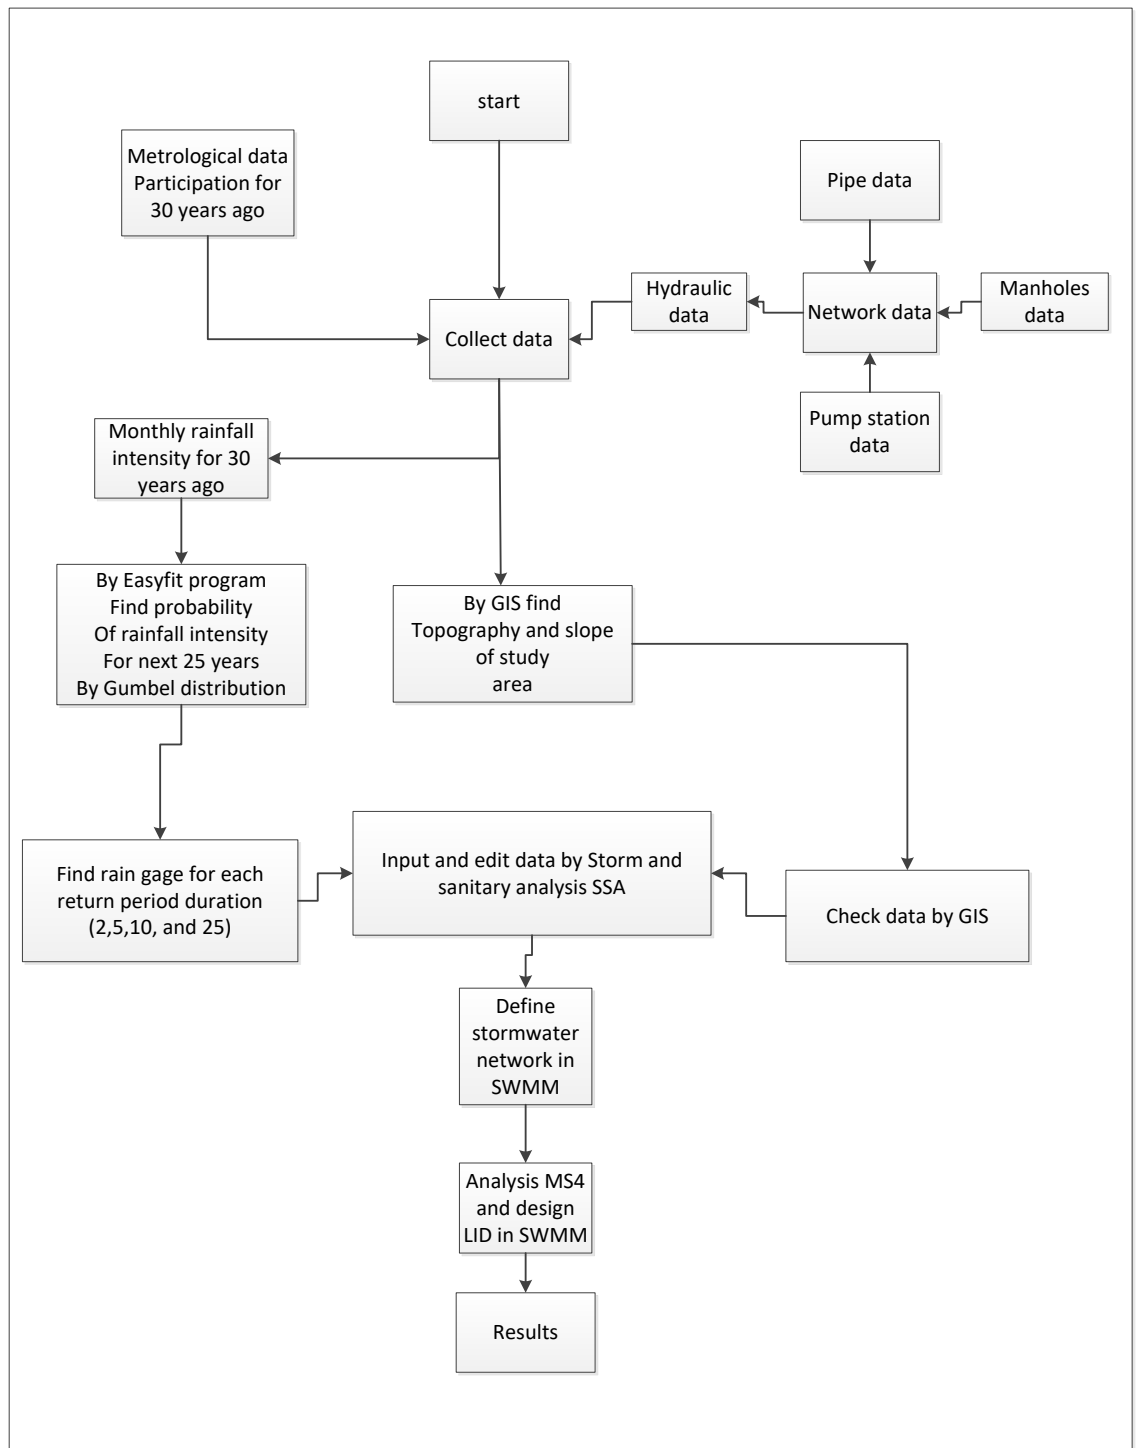 start
Metrological data
Participation for
30 years ago
Pipe data
Hydraulic
data
Network data
Manholes
data
Collect data
Pump station
data
Monthly rainfall
intensity for 30
years ago
By Easyfit program
Find probability
Of rainfall intensity
For next 25 years
By Gumbel distribution
By GIS find
Topography and slope
of study
area
Find rain gage for each
return period duration
(2,5,10, and 25)
Input and edit data by Storm and
sanitary analysis SSA
Check data by GIS
Define
stormwater
network in
SWMM
Analysis MS4
and design
LID in SWMM
Results